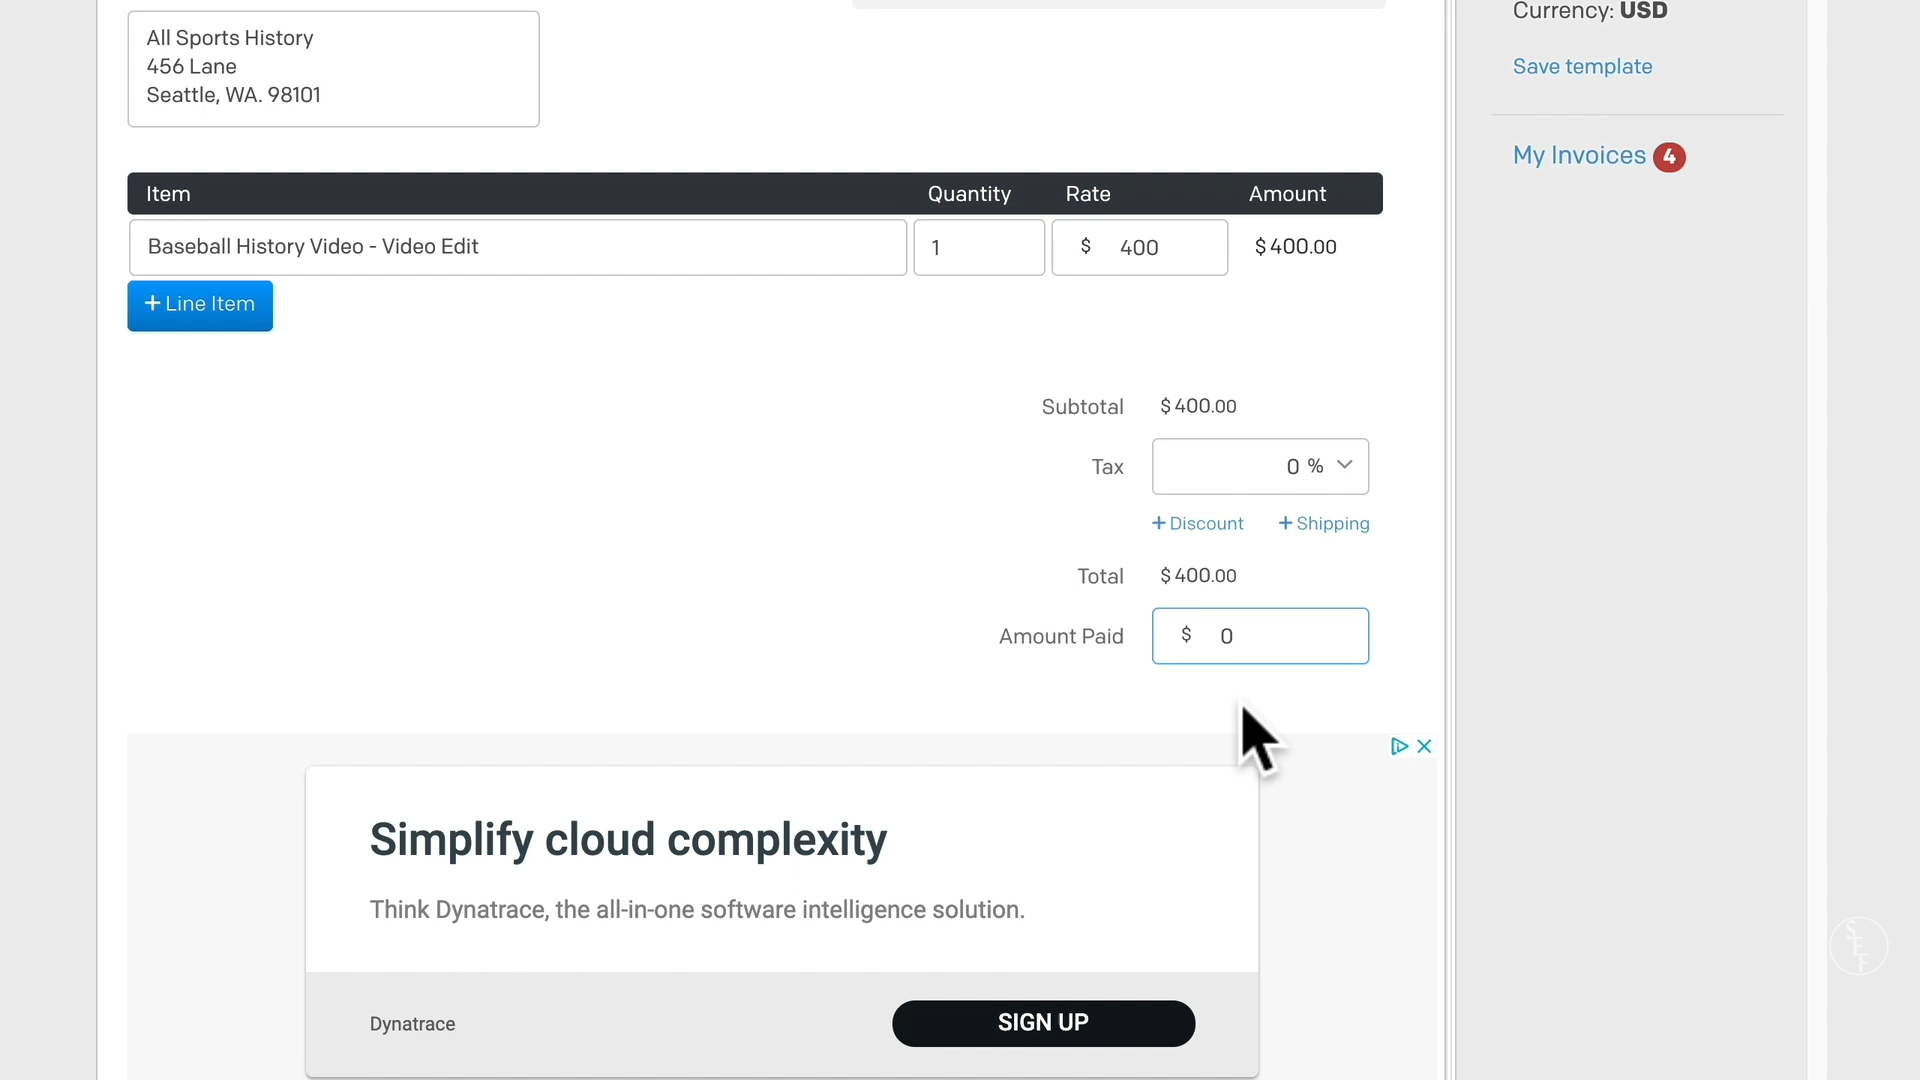 Currency: USD
All Sports History
456 Lane
Seattle, WA. 98101
Save template
My Invoices 4
Item Quantity Rate Amount
Baseball History Video - Video Edit 1 $ 400 $400.00
+ Line Item
Subtotal $400.00
Tax 0 %
+ Discount + Shipping
Total $400.00
Amount Paid $ 0
Simplify cloud complexity
Think Dynatrace, the all-in-one software intelligence solution.
Dynatrace SIGN UP
SEF